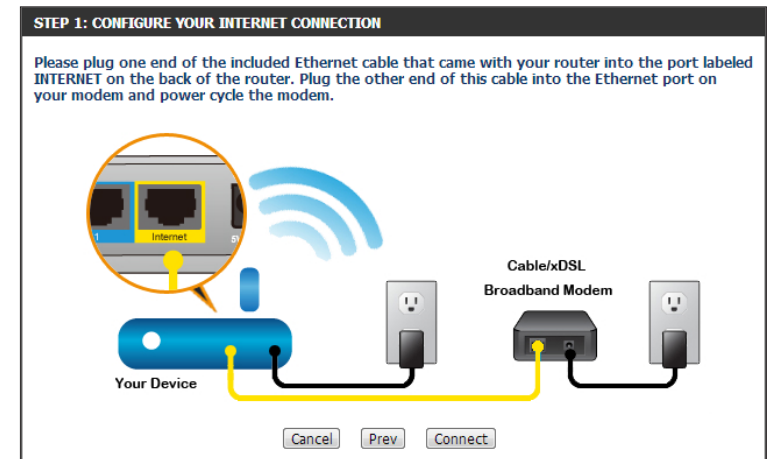 STEP 1: CONFIGURE YOUR INTERNET CONNECTION
Please plug one end of the included Ethernet cable that came with your router into the port labeled
INTERNET on the back of the router. Plug the other end of this cable into the Ethernet port on
your modem and power cycle the modem.
1
Internet
5V
Cable/xDSL
Broadband Modem
Your Device
Cancel
Prev
Connect